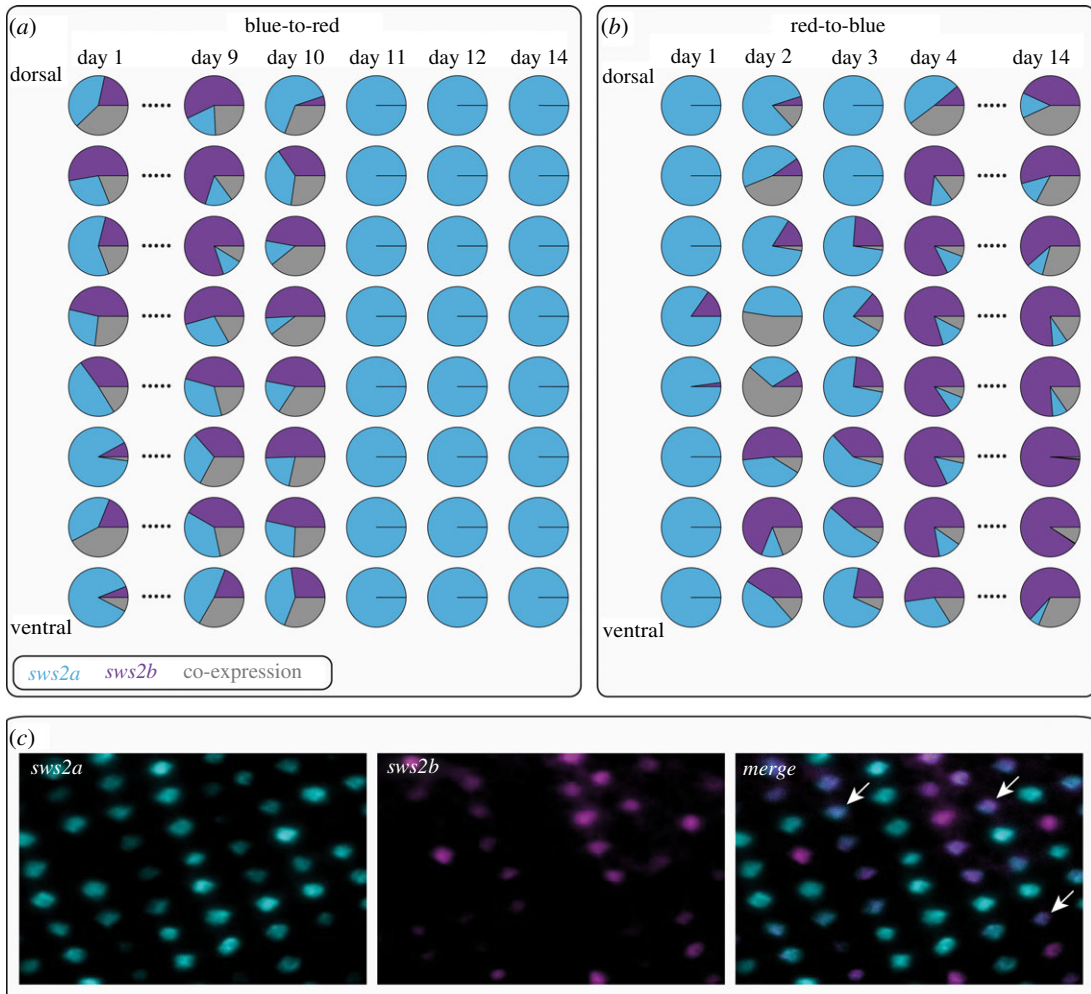 (a) blue-to-red
day 1 day 9 day 10 day 11 day 12 day 14
dorsal
ventral
sws2a sws2b co-expression
(b) red-to-blue
day 1 day 2 day 3 day 4 day 14
dorsal
ventral
(c)
sws2a sws2b merge